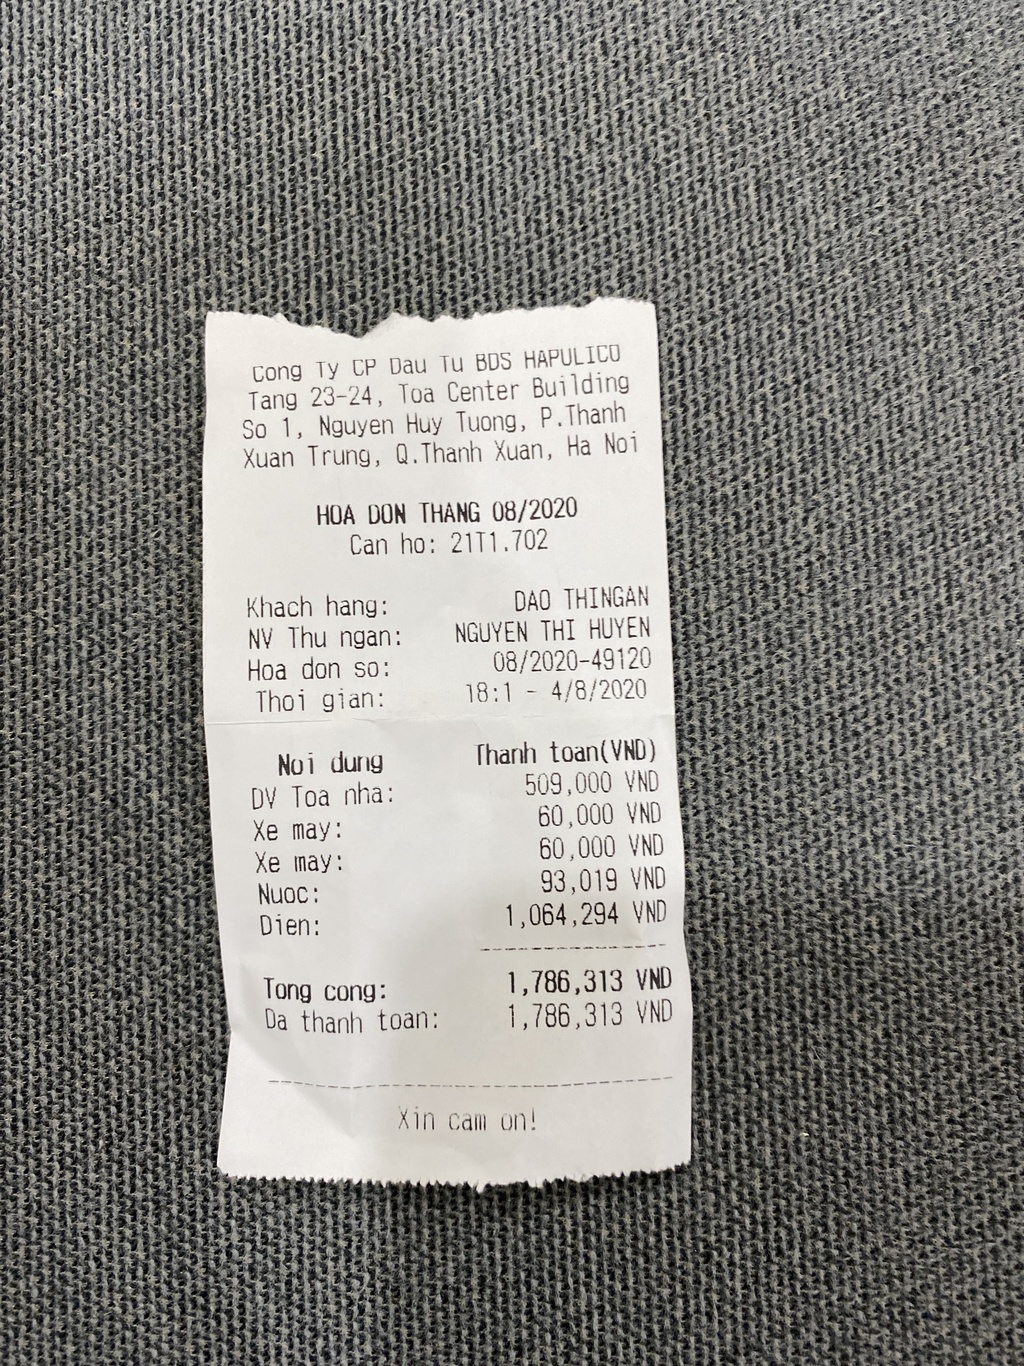 Cong Ty CP Dau Tu BDS HAPULICO
Tang 23-24, Toa Center Building
So 1, Nguyen Huy Tuong, P.Thanh
Xuan Trung, Q.Thanh Xuan, Ha Noi
HOA DON THANG 08/2020
Can ho: 21T1.702
Khach hang: DAO THINGAN
NV Thu ngan: NGUYEN THI HUYEN
Hoa don so: 08/2020-49120
Thoi gian: 18:1 - 4/8/2020
Noi dung Thanh toan(VND)
DV Toa nha: 509,000 VND
Xe may: 60,000 VND
Xe may: 60,000 VND
Nuoc: 93,019 VND
Dien: 1,064,294 VND
Tong cong: 1,786,313 VND
Da thanh toan: 1,786,313 VND
Xin cam on!